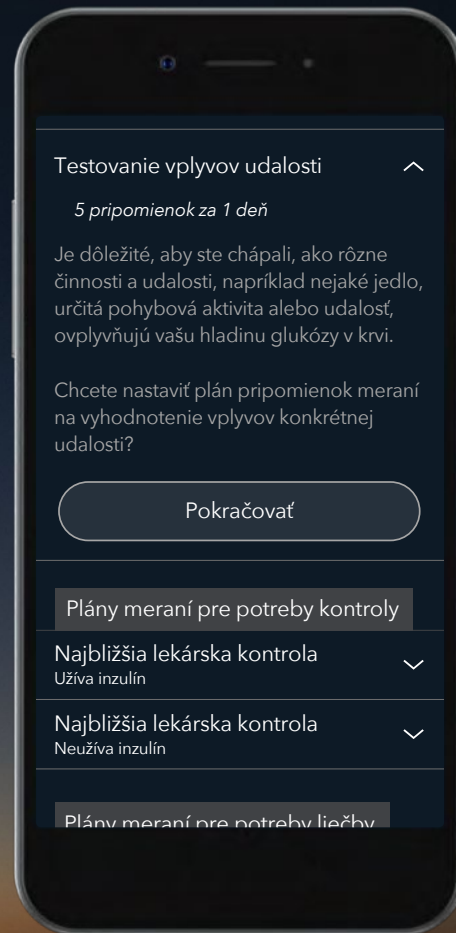 Testovanie vplyvov udalosti
5 pripomienok za 1 deň
Je dôležité, aby ste chápali, ako rôzne
činnosti a udalosti, napríklad nejaké jedlo,
určitá pohybová aktivita alebo udalosť,
ovplyvňujú vašu hladinu glukózy v krvi.
Chcete nastaviť plán pripomienok meraní
na vyhodnotenie vplyvov konkrétnej
udalosti?
Pokračovať
Plány meraní pre potreby kontroly
Najbližšia lekárska kontrola
Užíva inzulín
Najbližšia lekárska kontrola
Neužíva inzulín
Plány meraní pre potreby liečby